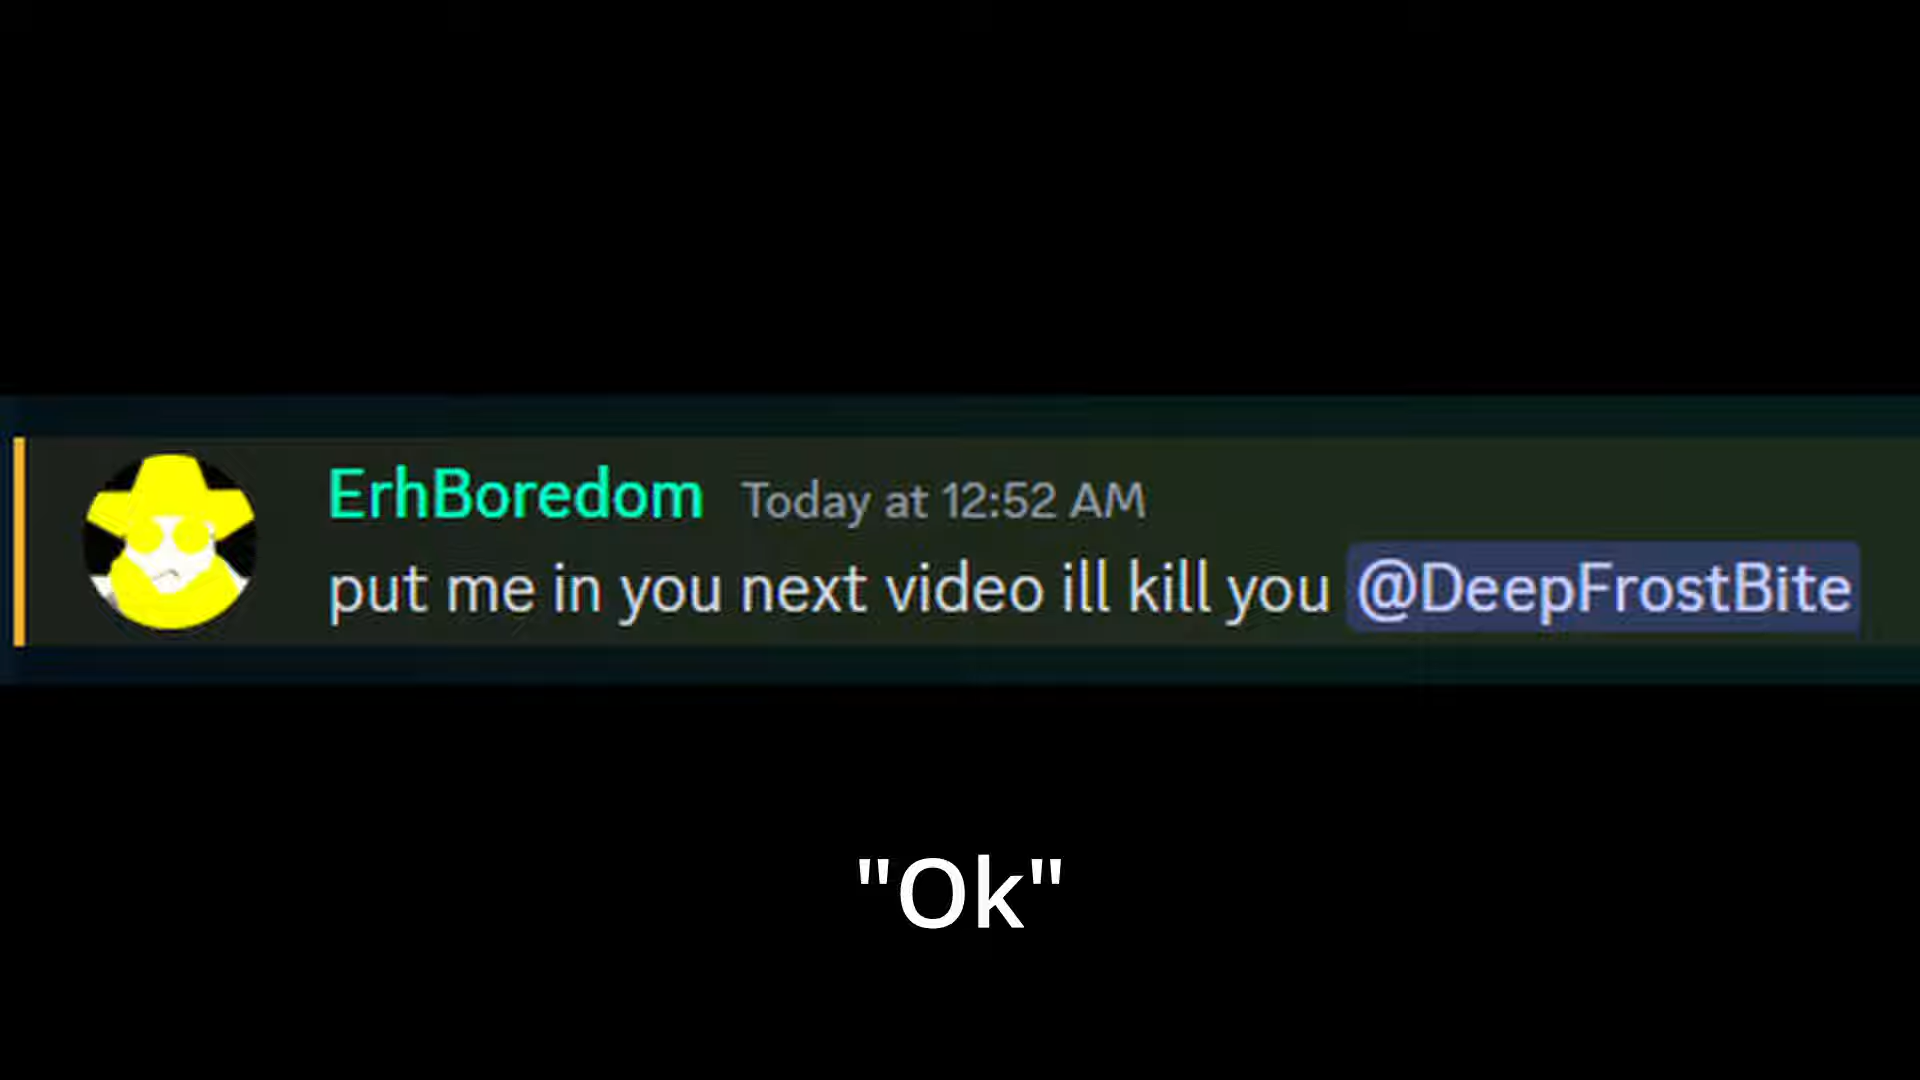 ErhBoredom Today at 12:52 AM
put me in you next video ill kill you @DeepFrostBite
"Ok"